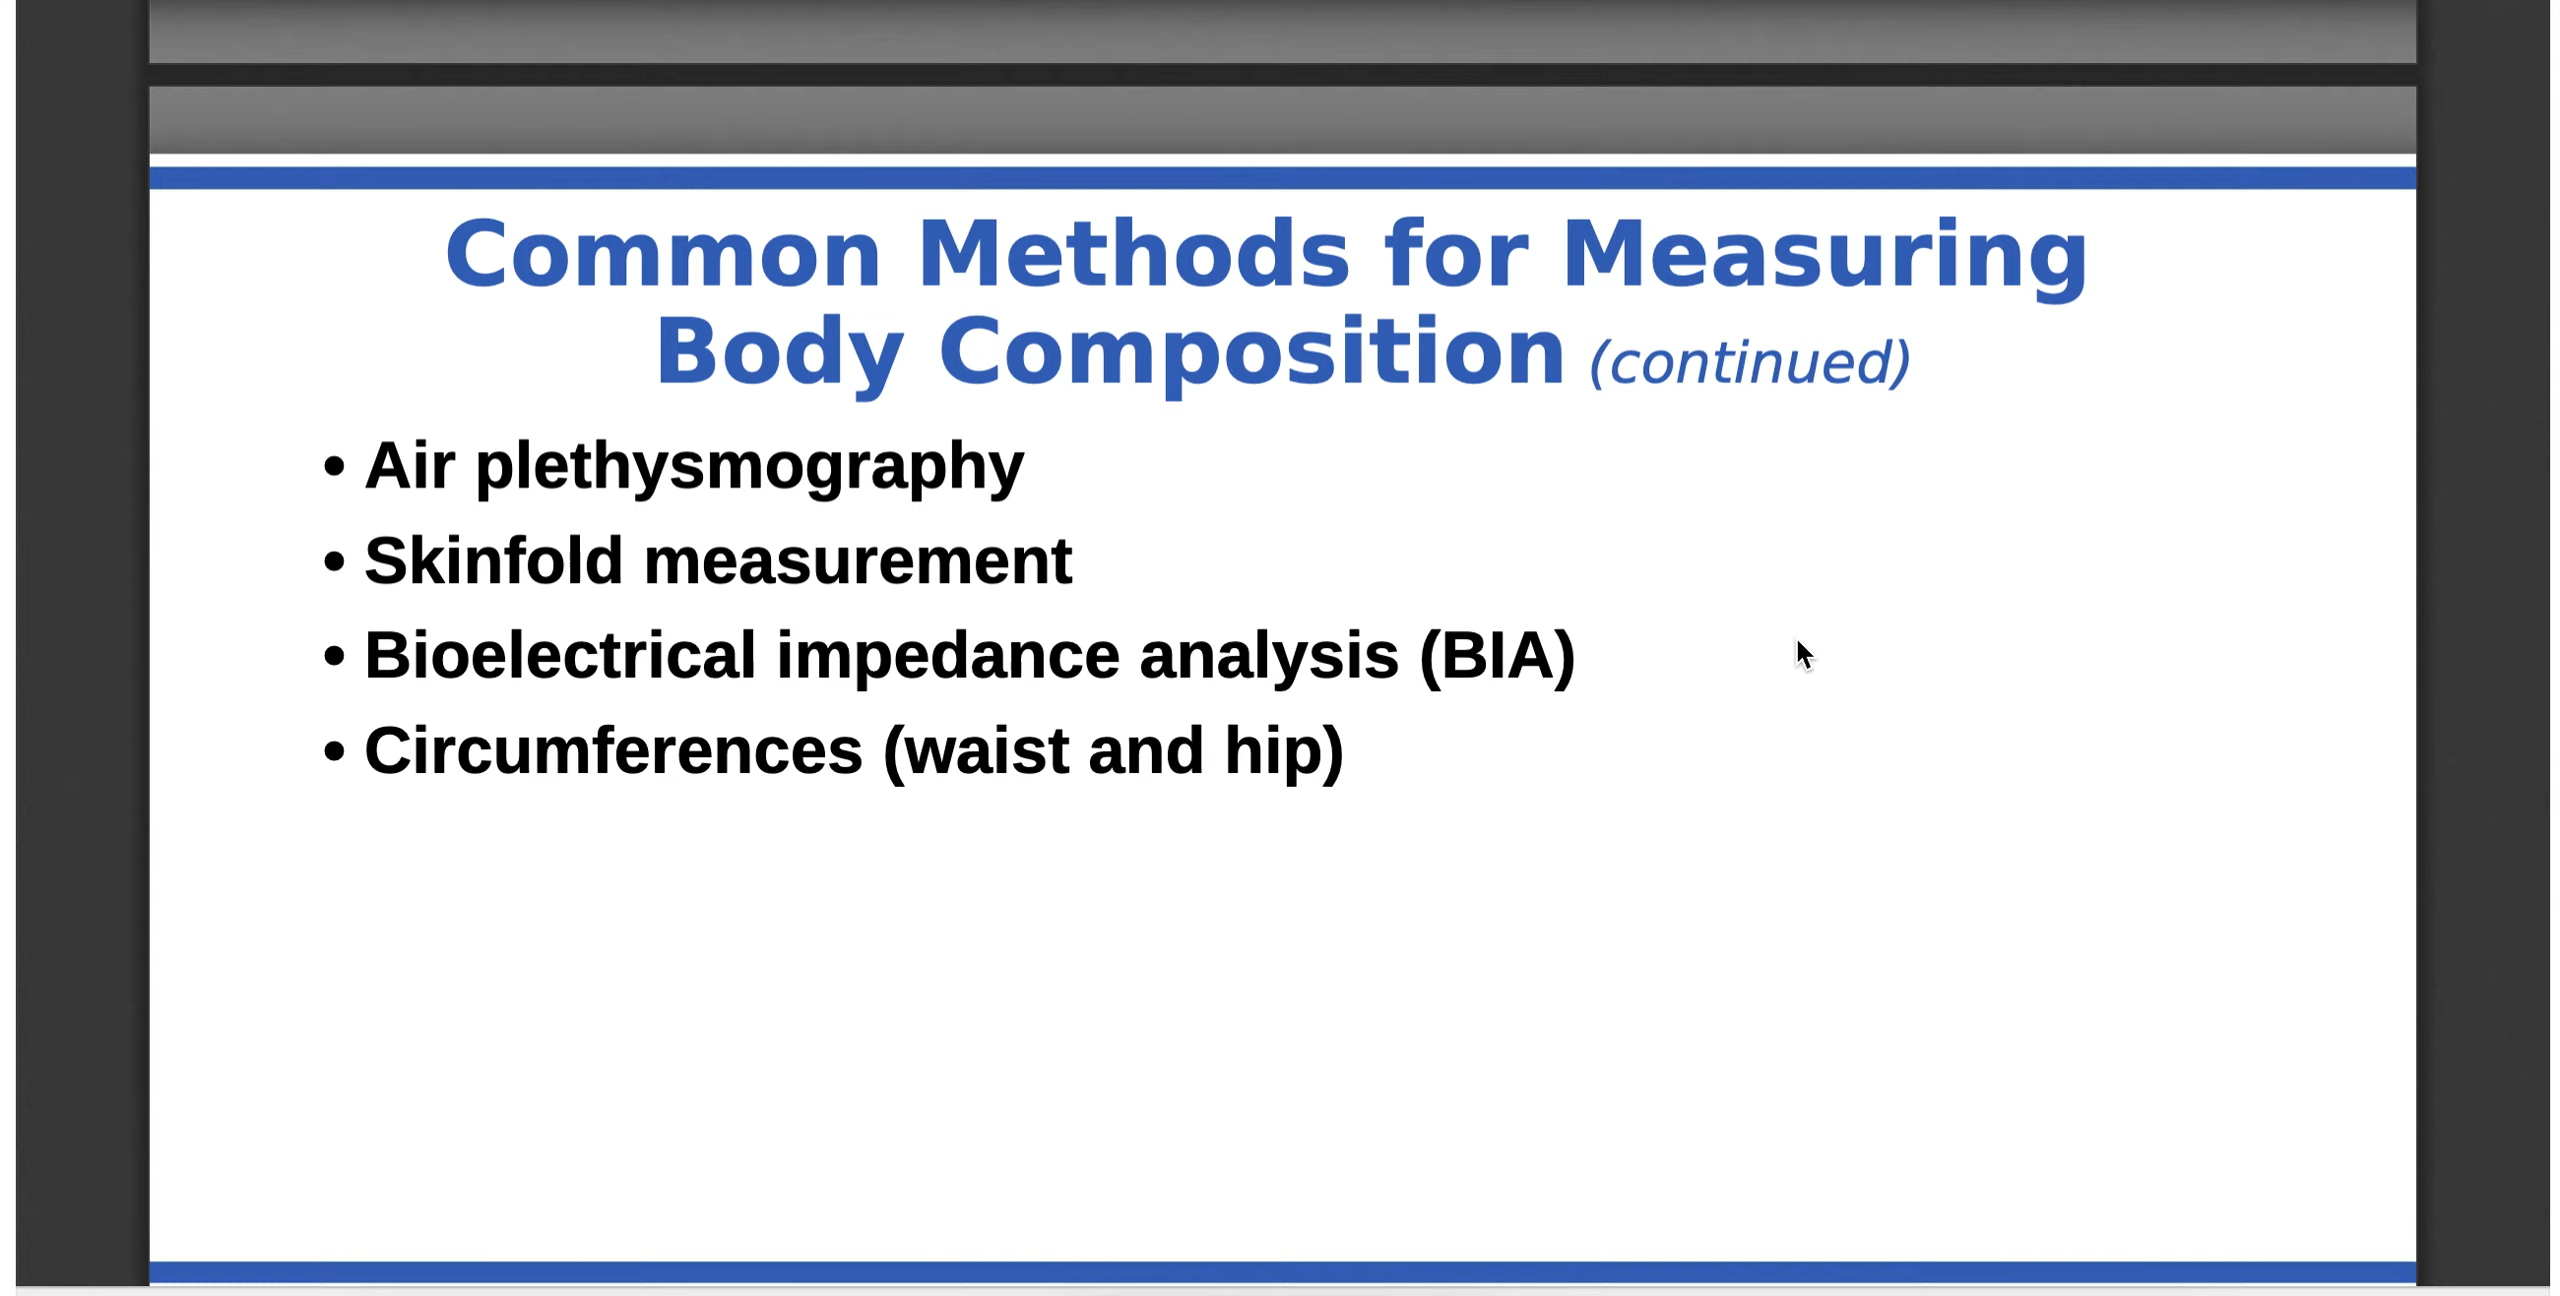 Common Methods for Measuring
Body Composition (continued)
• Air plethysmography
• Skinfold measurement
• Bioelectrical impedance analysis (BIA)
• Circumferences (waist and hip)